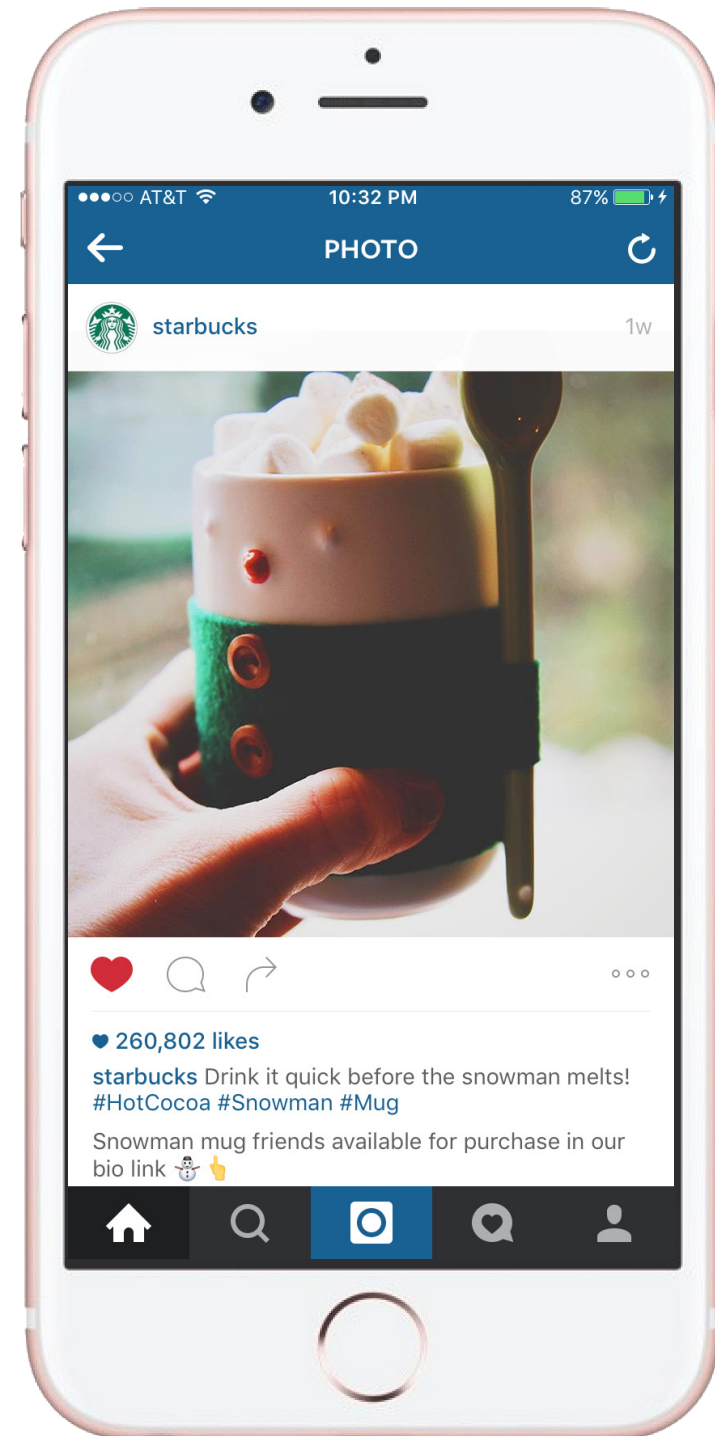 AT&T 10:32 PM 87%
PHOTO
starbucks 1w
260,802 likes
starbucks Drink it quick before the snowman melts!
#HotCocoa #Snowman #Mug
Snowman mug friends available for purchase in our
bio link ⛄👆